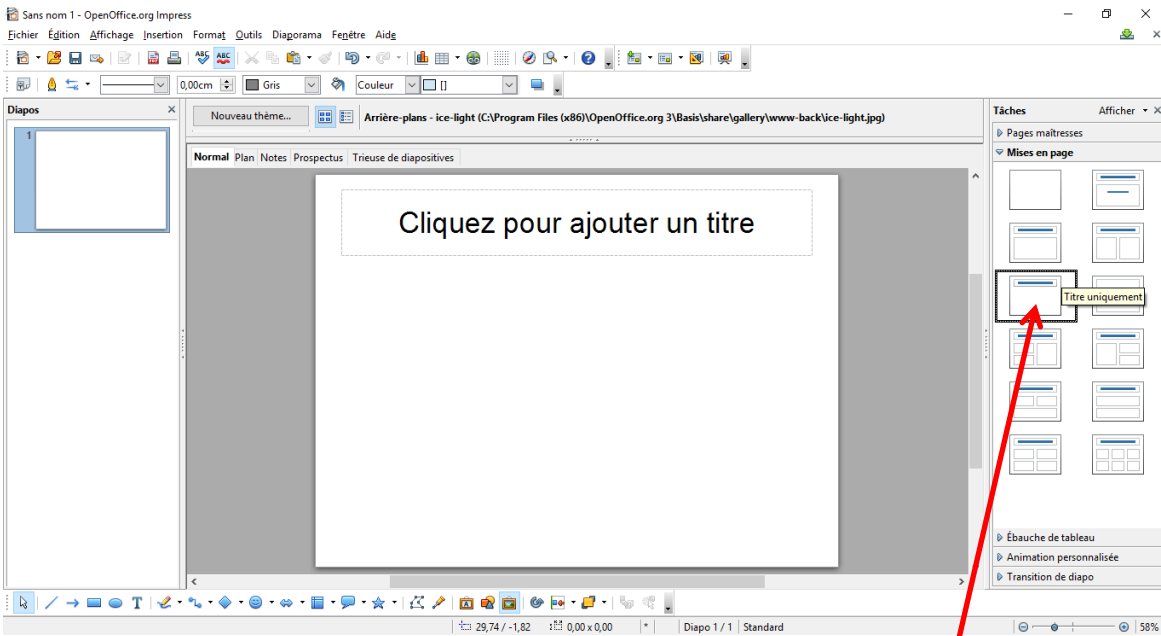 Sans nom 1 - OpenOffice.org Impress
Fichier Édition Affichage Insertion Format Outils Diaporama Fenêtre Aide
0,00cm Gris Couleur
Diapos
Nouveau thème... Arrière-plans - ice-light (C:\Program Files (x86)\OpenOffice.org 3\Basis\share\gallery\www-back\ice-light.jpg)
Tâches Afficher
Pages maîtresses
Mises en page
1
Normal Plan Notes Prospectus Trieuse de diapositives
Cliquez pour ajouter un titre
Titre uniquement
Ébauche de tableau
Animation personnalisée
Transition de diapo
29,74 / -1,82 0,00 x 0,00 * Diapo 1 / 1 Standard 58%